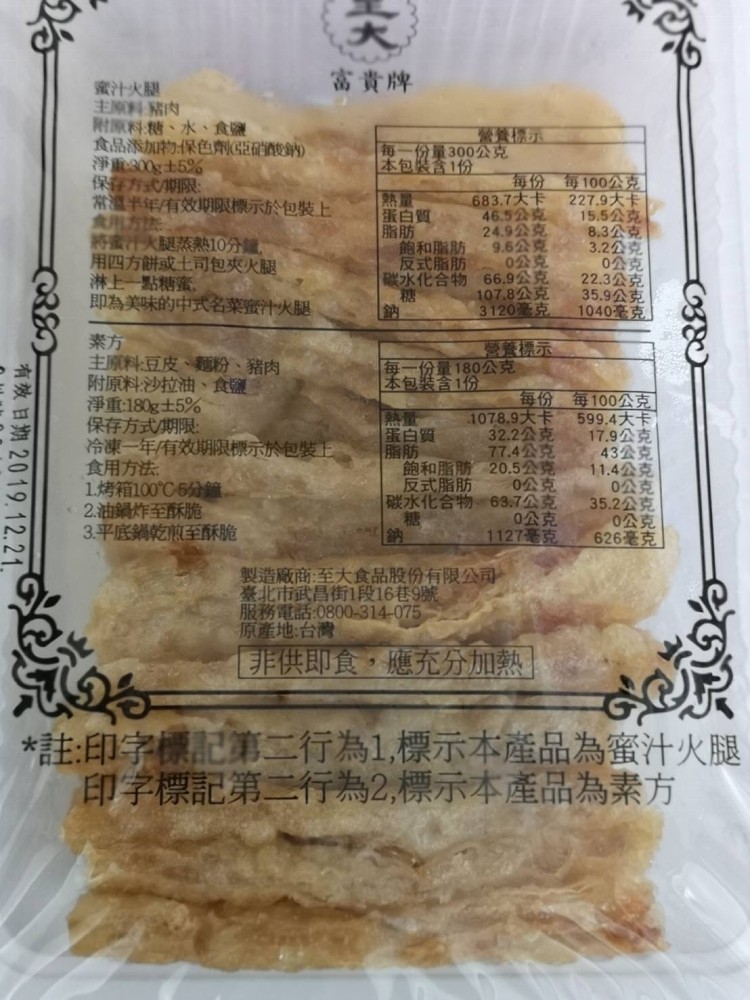 至大
富貴牌
蜜汁火腿
主原料:豬肉
附原料:糖、水、食鹽
食品添加物:保色劑(亞硝酸鈉)
淨重:300g±5%
保存方式/期限:
常溫半年/有效期限標示於包裝上
食用方法:
將蜜汁火腿蒸熱10分鐘,
用四方餅或土司包夾火腿
淋上一點糖蜜,
即為美味的中式名菜蜜汁火腿
營養標示
每一份量300公克
本包裝含1份
每份 每100公克
熱量 683.7大卡 227.9大卡
蛋白質 46.5公克 15.5公克
脂肪 24.9公克 8.3公克
飽和脂肪 9.6公克 3.2公克
反式脂肪 0公克 0公克
碳水化合物 66.9公克 22.3公克
糖 107.8公克 35.9公克
鈉 3120毫克 1040毫克
素方
主原料:豆皮、麵粉、豬肉
附原料:沙拉油、食鹽
淨重:180g±5%
保存方式/期限:
冷凍一年/有效期限標示於包裝上
食用方法:
1.烤箱100°C-5分鐘
2.油鍋炸至酥脆
3.平底鍋乾煎至酥脆
營養標示
每一份量180公克
本包裝含1份
每份 每100公克
熱量 1078.9大卡 599.4大卡
蛋白質 32.2公克 17.9公克
脂肪 77.4公克 43公克
飽和脂肪 20.5公克 11.4公克
反式脂肪 0公克 0公克
碳水化合物 63.7公克 35.2公克
糖 0公克 0公克
鈉 1127毫克 626毫克
製造廠商:至大食品股份有限公司
臺北市武昌街1段16巷9號
服務電話:0800-314-075
原產地:台灣
非供即食，應充分加熱
*註:印字標記第二行為1,標示本產品為蜜汁火腿
印字標記第二行為2,標示本產品為素方
有效日期2019.12.21.